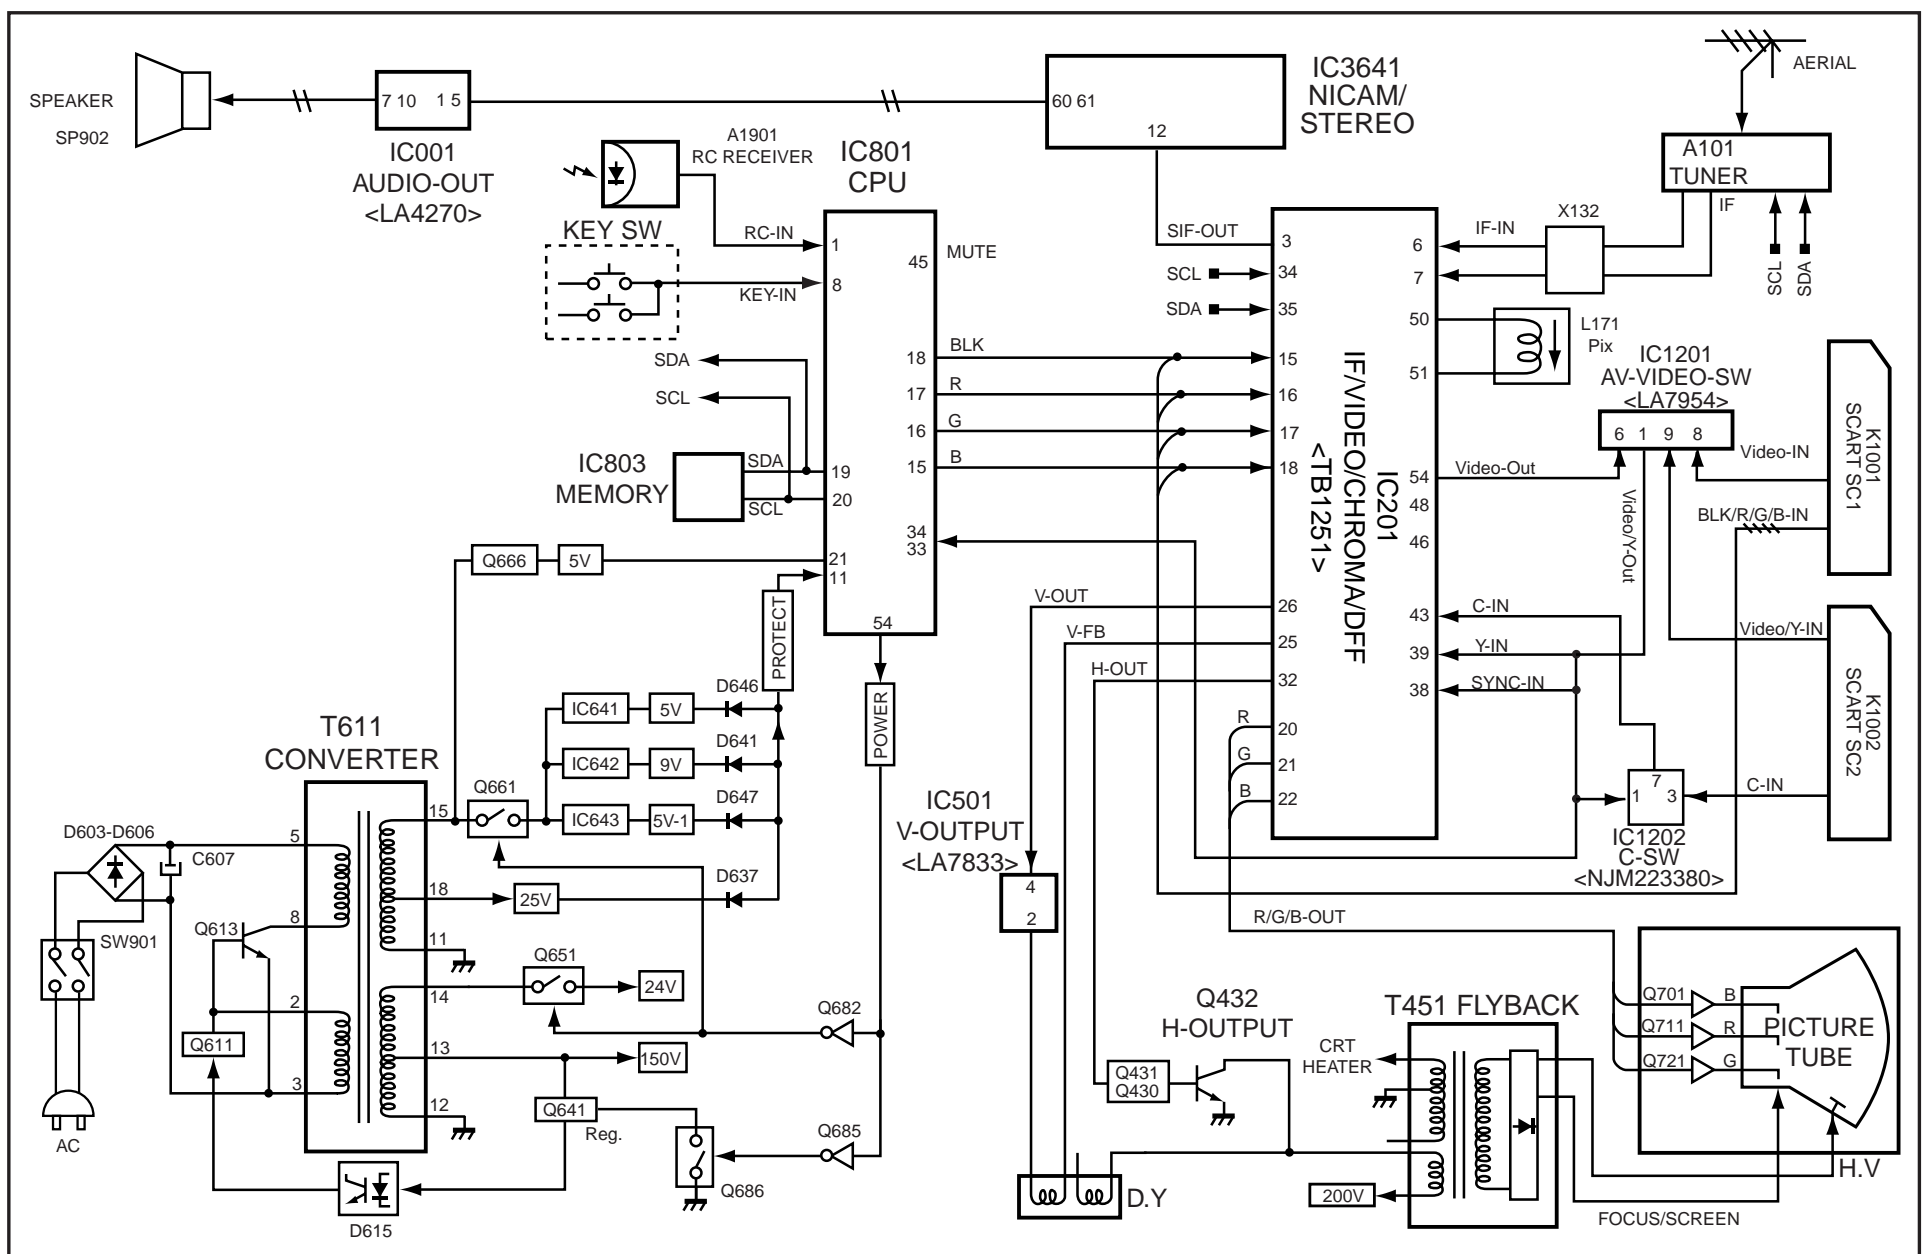 SPEAKER
SP902
7 10 1 5
IC001
AUDIO-OUT
<LA4270>
60 61
12
IC3641
NICAM/
STEREO
AERIAL
A101
TUNER
IF
SCL
SDA
X132
IF-IN
A1901
RC RECEIVER
RC-IN
KEY SW
KEY-IN
IC801
CPU
1
8
45
MUTE
18
17
16
15
19
20
34
33
21
11
54
SDA
SCL
IC803
MEMORY
SDA
SCL
BLK
R
G
B
SIF-OUT
SCL
SDA
3
34
35
15
16
17
18
26
25
32
20
21
22
6
7
50
51
54
48
46
43
39
38
IC201
IF/VIDEO/CHROMA/DFF
<TB1251>
L171
Pix
IC1201
AV-VIDEO-SW
<LA7954>
6 1 9 8
Video-Out
Video/Y-Out
Video-IN
BLK/R/G/B-IN
K1001
SCART SC1
Video/Y-IN
K1002
SCART SC2
C-IN
Y-IN
SYNC-IN
C-IN
7
1
3
IC1202
C-SW
<NJM223380>
V-OUT
V-FB
H-OUT
R
G
B
R/G/B-OUT
Q666
5V
PROTECT
POWER
IC641
5V
D646
IC642
9V
D641
IC643
5V-1
D647
Q661
T611
CONVERTER
15
5
18
25V
D637
8
11
14
2
13
3
12
D603-D606
C607
Q613
SW901
Q611
AC
Q651
24V
150V
Q682
Q641
Reg.
Q685
Q686
D615
IC501
V-OUTPUT
<LA7833>
4
2
Q432
H-OUTPUT
Q431
Q430
D.Y
T451 FLYBACK
CRT
HEATER
200V
FOCUS/SCREEN
H.V
Q701
B
Q711
R
Q721
G
PICTURE
TUBE